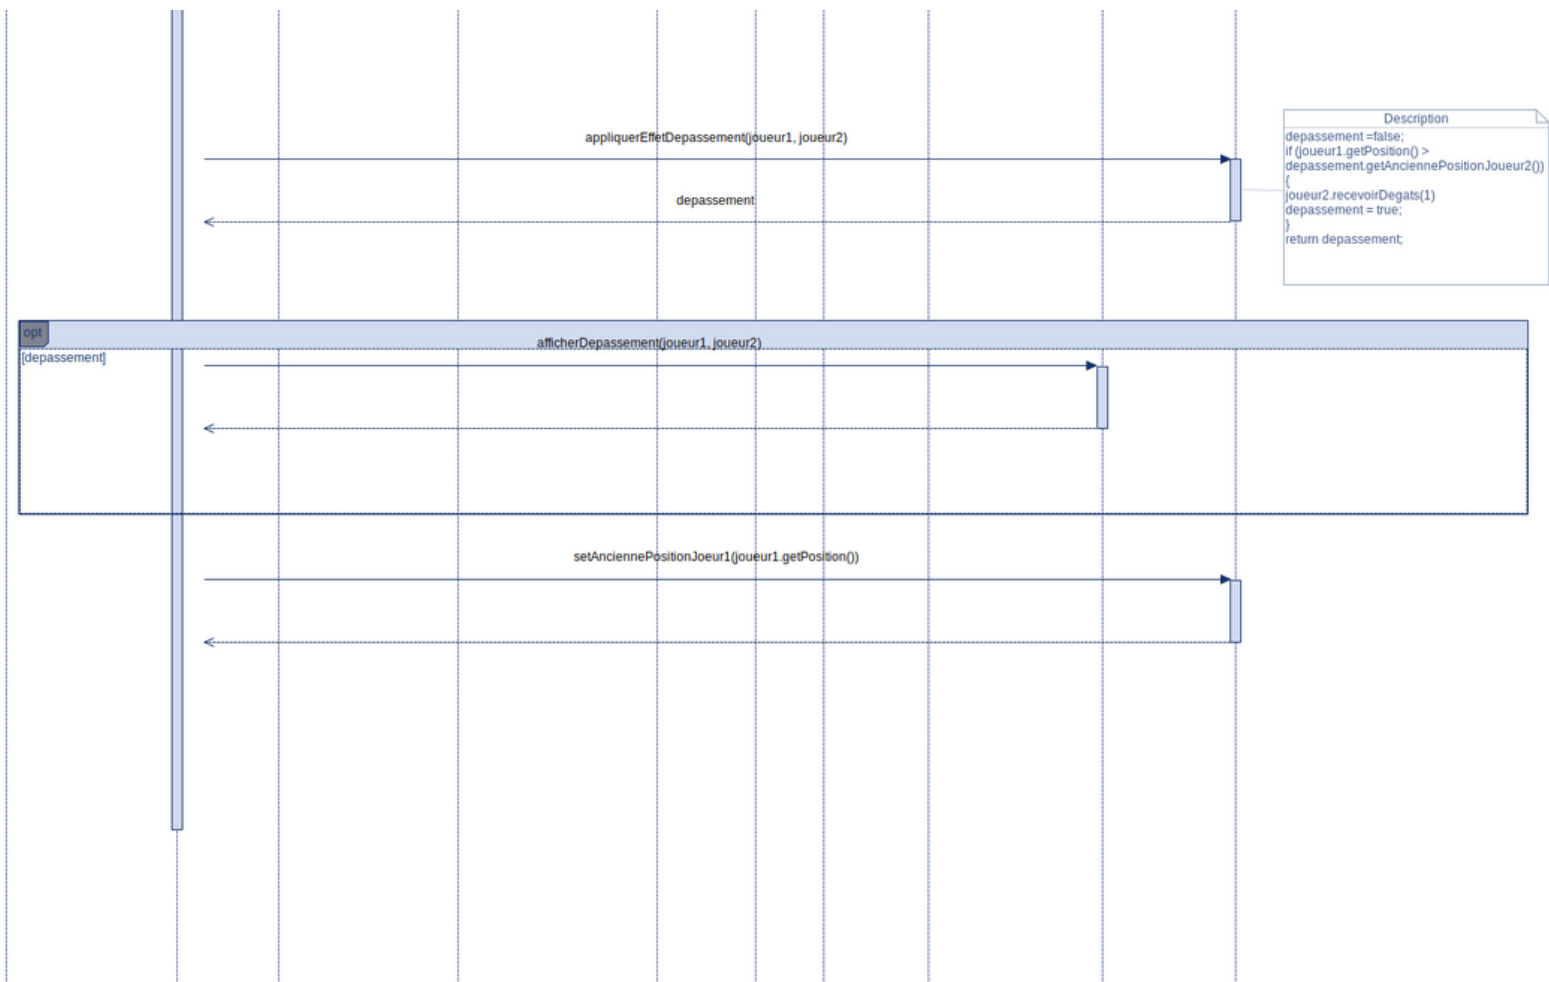 appliquerEffetDepassement(joueur1, joueur2)
Description
depassement =false;
if (joueur1.getPosition() >
depassement.getAnciennePositionJoueur2())
{
joueur2.recevoirDegats(1)
depassement = true;
}
return depassement;
depassement
opt
afficherDepassement(joueur1, joueur2)
[depassement]
setAnciennePositionJoeur1(joueur1.getPosition())